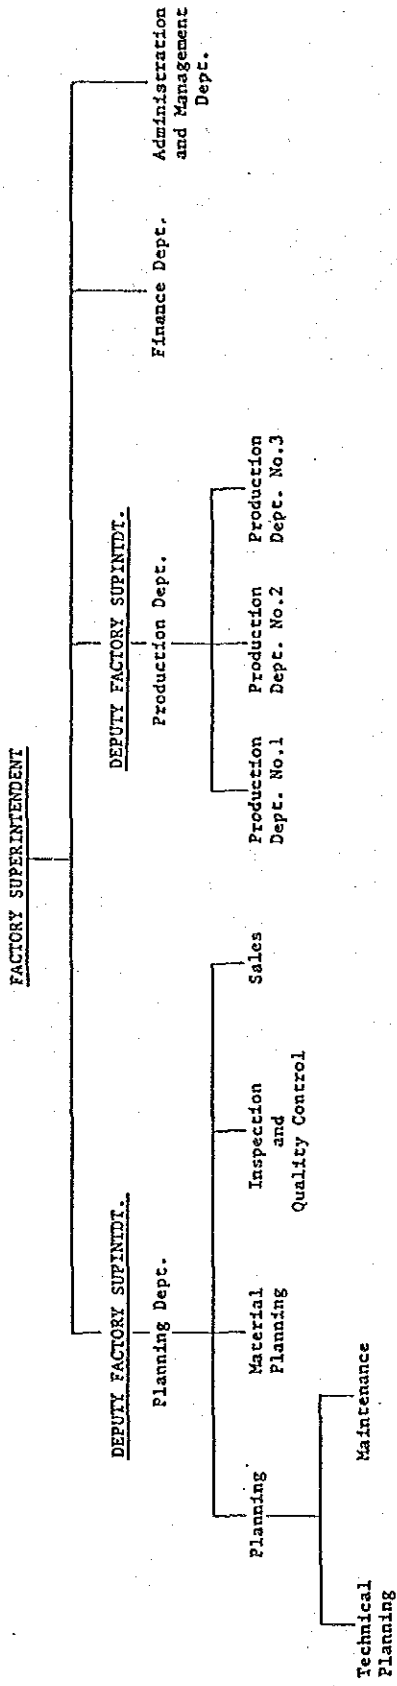 FACTORY SUPERINTENDENT
DEPUTY FACTORY SUPINTDT.
Planning Dept.
DEPUTY FACTORY SUPINTDT.
Production Dept.
Finance Dept.
Administration
and Management
Dept.
Planning
Material
Planning
Inspection
and
Quality Control
Sales
Production
Dept. No.1
Production
Dept. No.2
Production
Dept. No.3
Technical
Planning
Maintenance